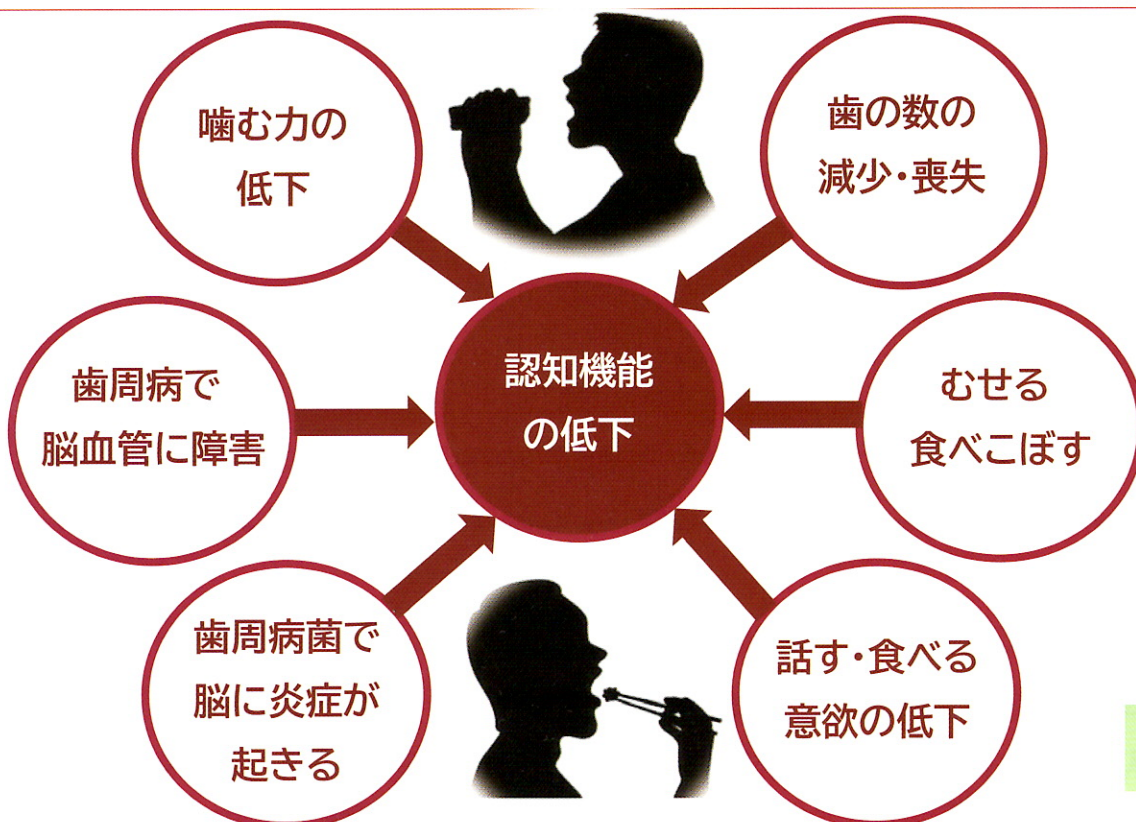 噛む力の
低下
歯の数の
減少・喪失
歯周病で
脳血管に障害
認知機能
の低下
むせる
食べこぼす
歯周病菌で
脳に炎症が
起きる
話す・食べる
意欲の低下